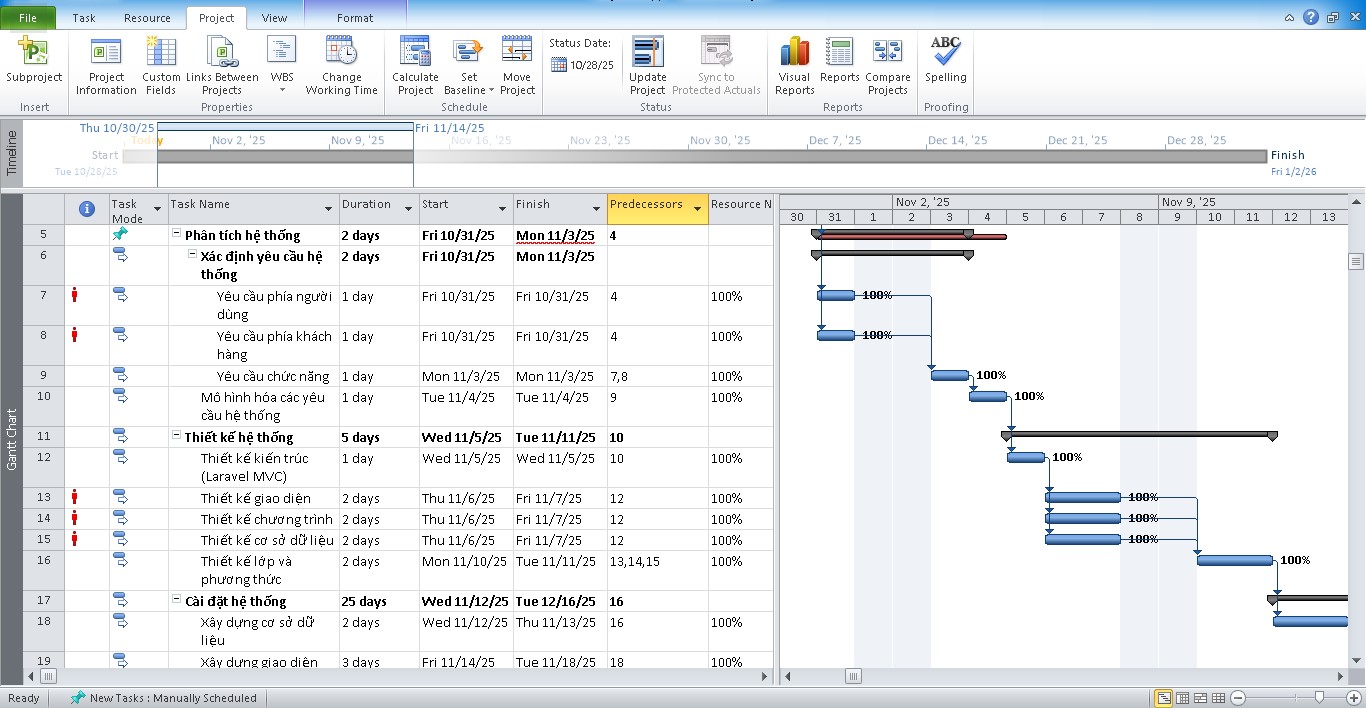 File Task Resource Project View Format
Subproject
Project Information
Custom Fields
Links Between Projects
WBS
Change Working Time
Calculate Project
Set Baseline
Move Project
Status Date:
10/28/25
Update Project
Sync to Protected Actuals
Visual Reports
Reports
Compare Projects
ABC
Spelling
Insert Properties Schedule Status Reports Proofing
Timeline
Thu 10/30/25 Fri 11/14/25
Today Nov 2, '25 Nov 9, '25 Nov 16, '25 Nov 23, '25 Nov 30, '25 Dec 7, '25 Dec 14, '25 Dec 21, '25 Dec 28, '25
Start Finish
Tue 10/28/25 Fri 1/2/26
Gantt Chart
Task Mode Task Name Duration Start Finish Predecessors Resource N
Nov 2, '25 Nov 9, '25
30 31 1 2 3 4 5 6 7 8 9 10 11 12 13
5 Phân tích hệ thống 2 days Fri 10/31/25 Mon 11/3/25 4
6 Xác định yêu cầu hệ thống 2 days Fri 10/31/25 Mon 11/3/25
7 Yêu cầu phía người dùng 1 day Fri 10/31/25 Fri 10/31/25 4 100% 100%
8 Yêu cầu phía khách hàng 1 day Fri 10/31/25 Fri 10/31/25 4 100% 100%
9 Yêu cầu chức năng 1 day Mon 11/3/25 Mon 11/3/25 7,8 100% 100%
10 Mô hình hóa các yêu cầu hệ thống 1 day Tue 11/4/25 Tue 11/4/25 9 100% 100%
11 Thiết kế hệ thống 5 days Wed 11/5/25 Tue 11/11/25 10
12 Thiết kế kiến trúc (Laravel MVC) 1 day Wed 11/5/25 Wed 11/5/25 10 100% 100%
13 Thiết kế giao diện 2 days Thu 11/6/25 Fri 11/7/25 12 100% 100%
14 Thiết kế chương trình 2 days Thu 11/6/25 Fri 11/7/25 12 100% 100%
15 Thiết kế cơ sở dữ liệu 2 days Thu 11/6/25 Fri 11/7/25 12 100% 100%
16 Thiết kế lớp và phương thức 2 days Mon 11/10/25 Tue 11/11/25 13,14,15 100% 100%
17 Cài đặt hệ thống 25 days Wed 11/12/25 Tue 12/16/25 16
18 Xây dựng cơ sở dữ liệu 2 days Wed 11/12/25 Thu 11/13/25 16 100%
19 Xây dựng giao diện 3 days Fri 11/14/25 Tue 11/18/25 18 100%
Ready New Tasks : Manually Scheduled